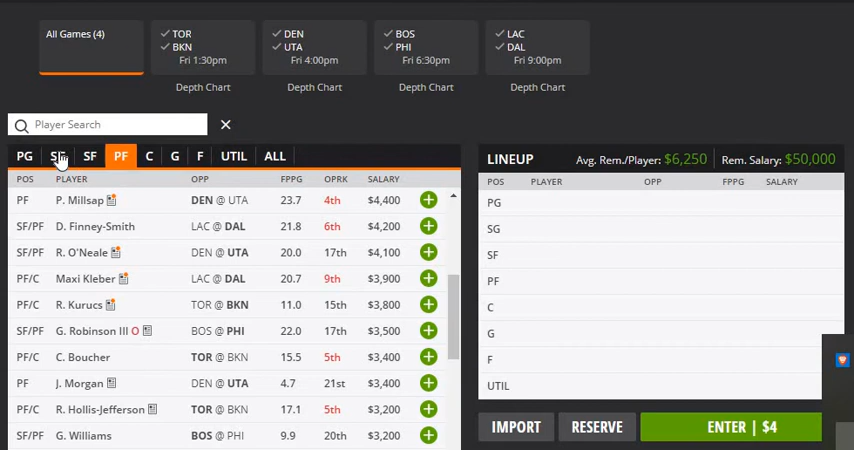 All Games (4)
TOR
BKN
Fri 1:30pm
Depth Chart
DEN
UTA
Fri 4:00pm
Depth Chart
BOS
PHI
Fri 6:30pm
Depth Chart
LAC
DAL
Fri 9:00pm
Depth Chart
Player Search
PG SF PF C G F UTIL ALL
POS PLAYER OPP FPPG OPRK SALARY
PF P. Millsap DEN @ UTA 23.7 4th $4,400
SF/PF D. Finney-Smith LAC @ DAL 21.8 6th $4,200
SF/PF R. O'Neale DEN @ UTA 20.0 17th $4,100
PF/C Maxi Kleber LAC @ DAL 20.7 9th $3,900
PF/C R. Kurucs TOR @ BKN 11.0 15th $3,800
SF/PF G. Robinson III O BOS @ PHI 22.0 17th $3,500
PF/C C. Boucher TOR @ BKN 15.5 5th $3,400
PF J. Morgan DEN @ UTA 4.7 21st $3,400
PF/C R. Hollis-Jefferson TOR @ BKN 17.1 5th $3,200
SF/PF G. Williams BOS @ PHI 9.9 20th $3,200
LINEUP Avg. Rem./Player: $6,250 Rem. Salary: $50,000
POS PLAYER OPP FPPG SALARY
PG
SG
SF
PF
C
G
F
UTIL
IMPORT RESERVE ENTER | $4